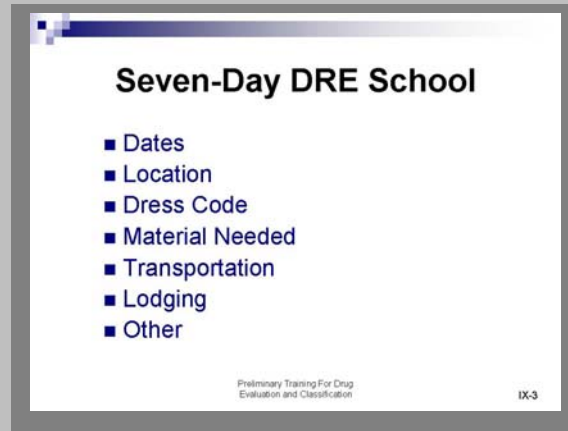 Seven-Day DRE School
Dates
Location
Dress Code
Material Needed
Transportation
Lodging
Other
Preliminary Training For Drug
Evaluation and Classification
IX-3